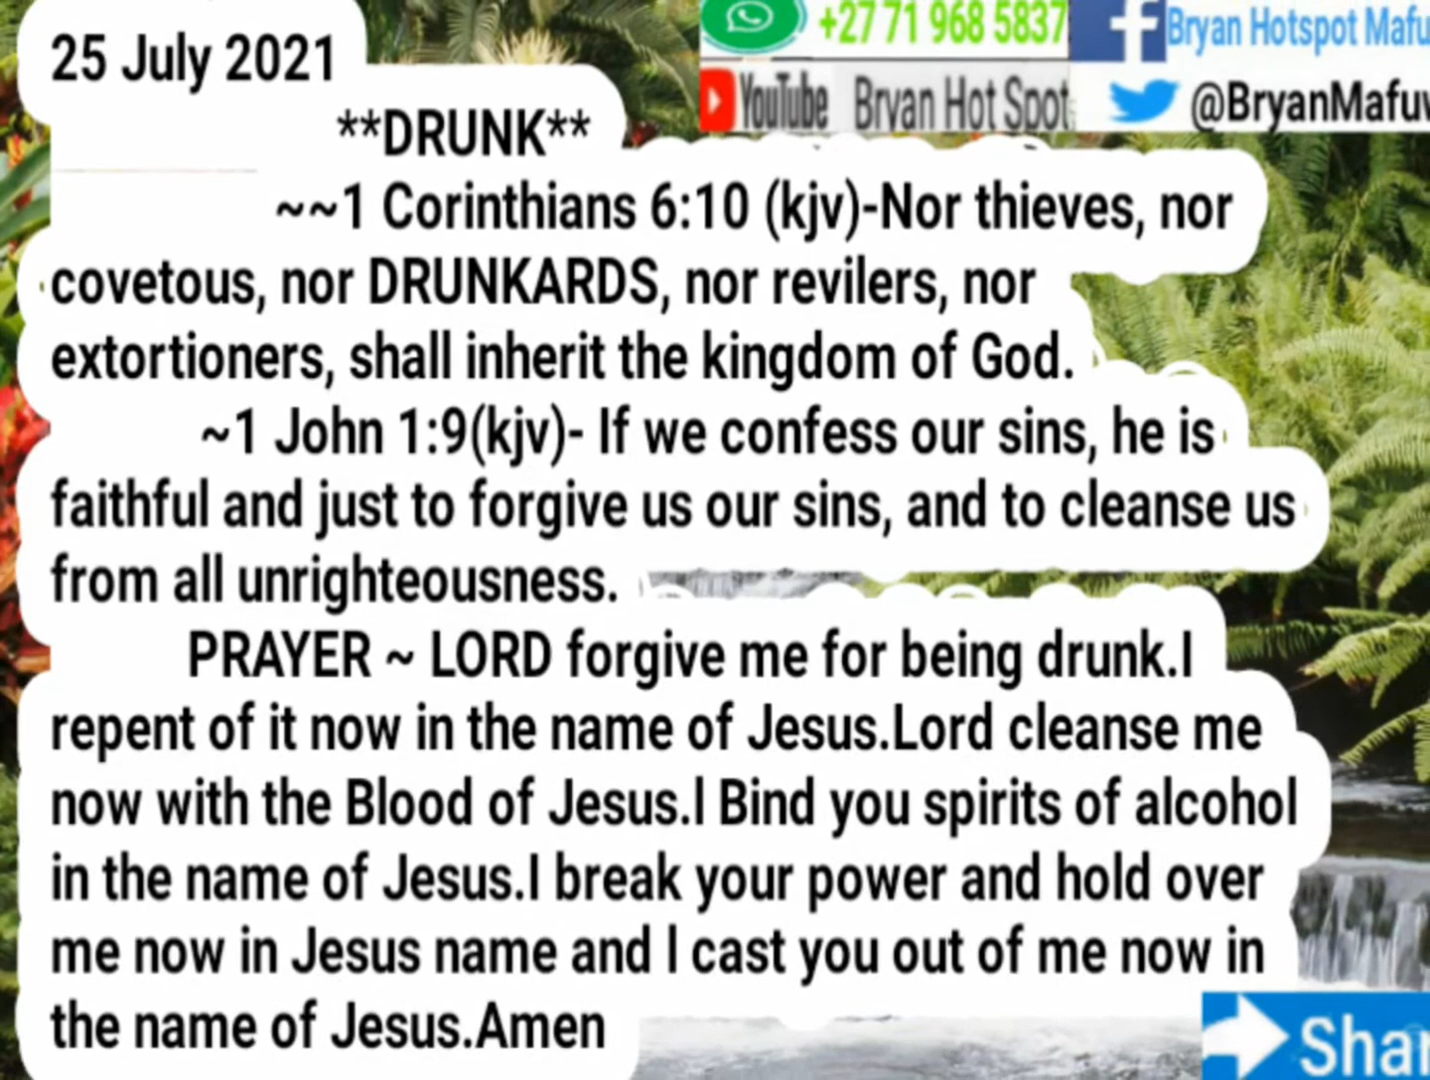 25 July 2021
+27 71 968 5837
Bryan Hotspot Mafu
YouTube Bryan Hot Spot
@BryanMafuw
**DRUNK**
~~1 Corinthians 6:10 (kjv)-Nor thieves, nor
covetous, nor DRUNKARDS, nor revilers, nor
extortioners, shall inherit the kingdom of God.
~1 John 1:9(kjv)- If we confess our sins, he is
faithful and just to forgive us our sins, and to cleanse us
from all unrighteousness.
PRAYER ~ LORD forgive me for being drunk.I
repent of it now in the name of Jesus.Lord cleanse me
now with the Blood of Jesus.I Bind you spirits of alcohol
in the name of Jesus.I break your power and hold over
me now in Jesus name and I cast you out of me now in
the name of Jesus.Amen
Shar